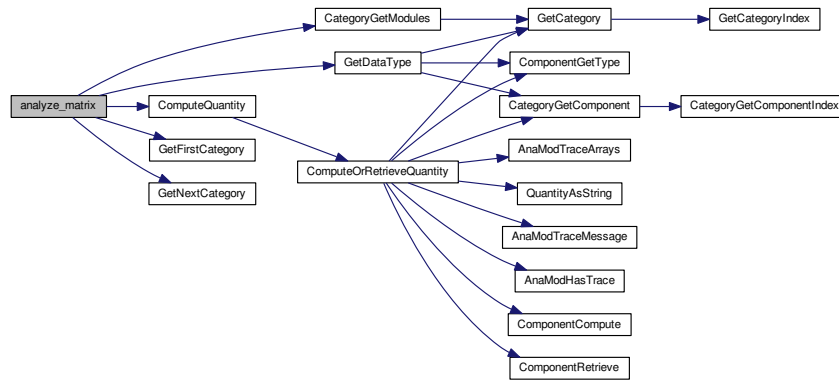 CategoryGetModules
GetCategory
GetCategoryIndex
GetDataType
ComponentGetType
analyze_matrix
ComputeQuantity
CategoryGetComponent
CategoryGetComponentIndex
GetFirstCategory
AnaModTraceArrays
ComputeOrRetrieveQuantity
GetNextCategory
QuantityAsString
AnaModTraceMessage
AnaModHasTrace
ComponentCompute
ComponentRetrieve